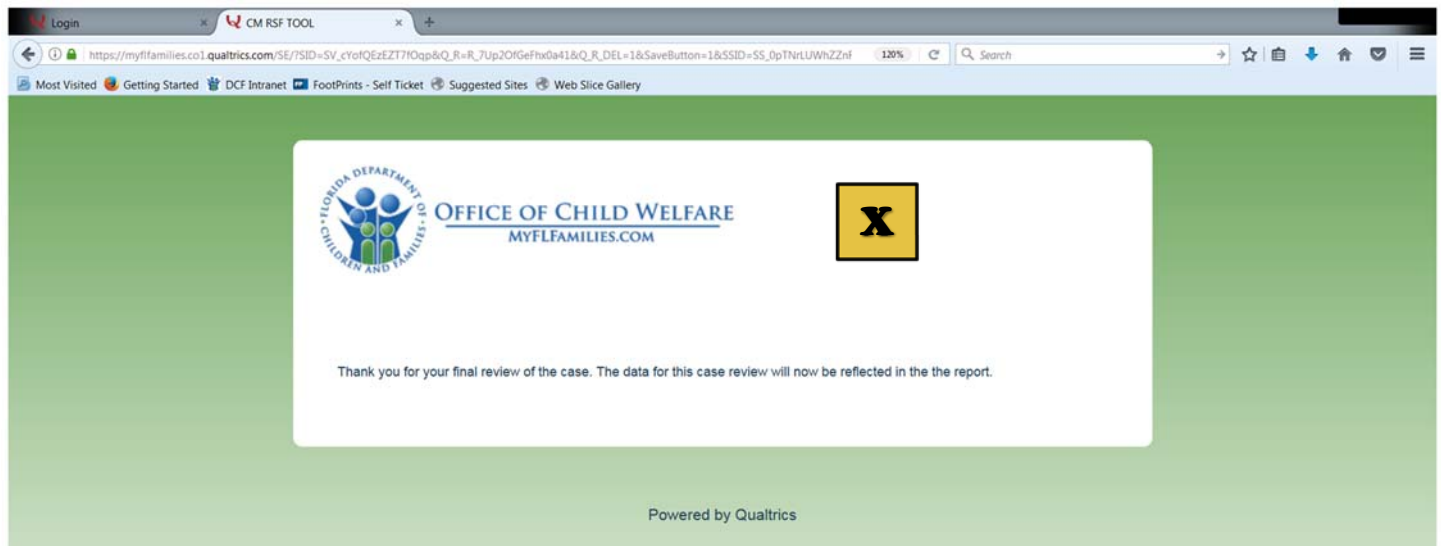 Login
CM RSF TOOL
https://myflfamilies.co1.qualtrics.com/SE/?SID=SV_cYofQEzEZT7fOqp&Q_R=R_7Up2OfGeFhx0a41&Q_R_DEL=1&SaveButton=1&SSID=SS_0pTNrLUWhZZnF 120% Search
Most Visited Getting Started DCF Intranet FootPrints - Self Ticket Suggested Sites Web Slice Gallery
FLORIDA DEPARTMENT OF CHILDREN AND FAMILIES
OFFICE OF CHILD WELFARE
MYFLFAMILIES.COM
X
Thank you for your final review of the case. The data for this case review will now be reflected in the the report.
Powered by Qualtrics